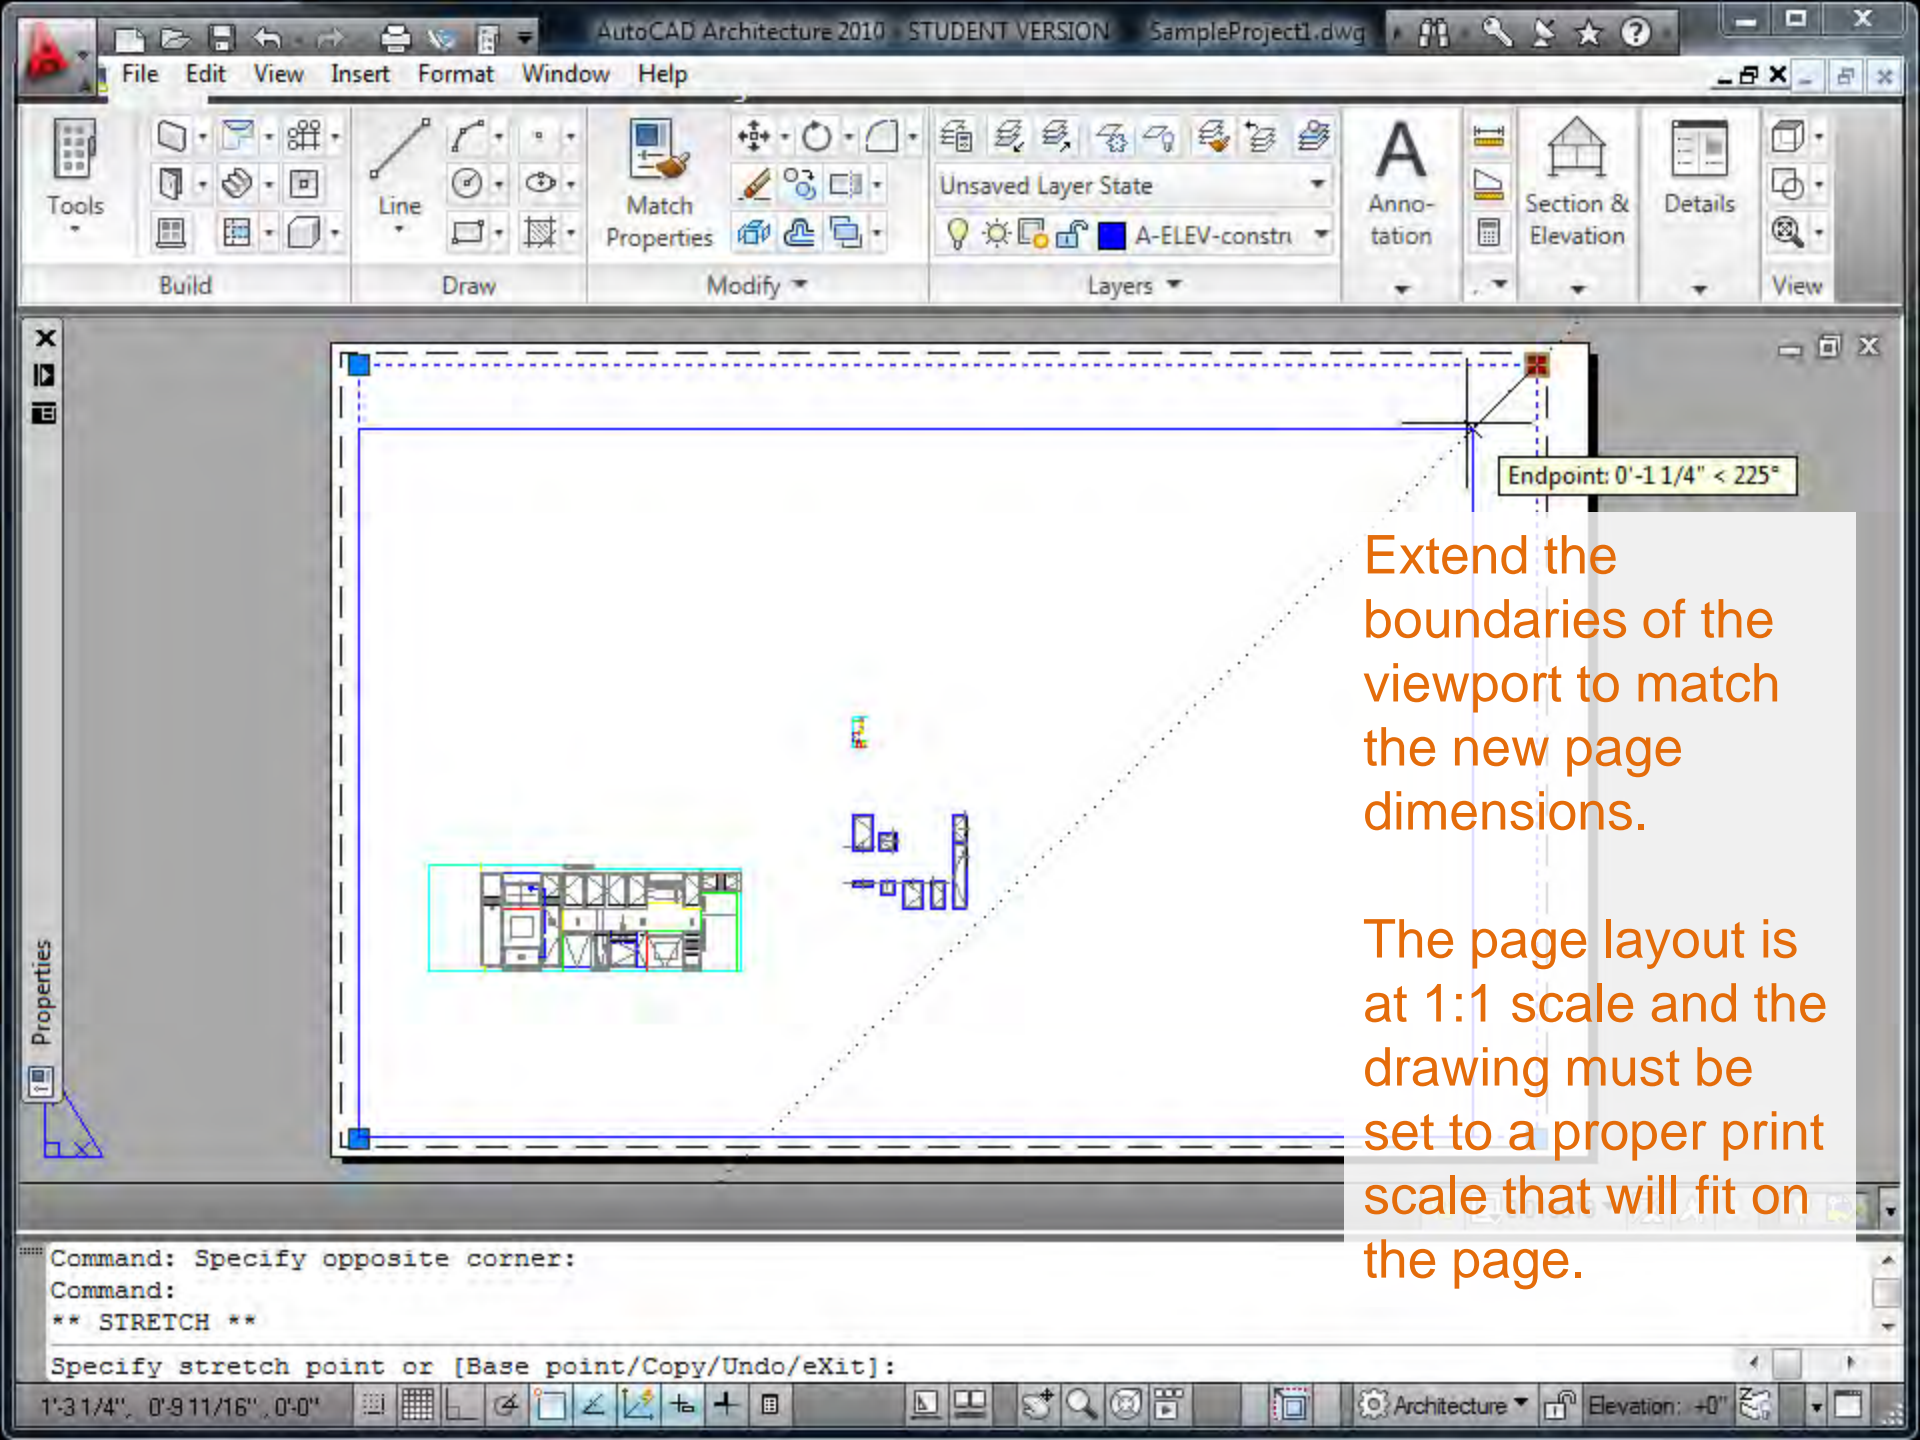 AutoCAD Architecture 2010 - STUDENT VERSION SampleProject1.dwg
File Edit View Insert Format Window Help
Tools
Line
Match
Properties
Unsaved Layer State
A-ELEV-constru
Anno-
tation
Section &
Elevation
Details
Build
Draw
Modify
Layers
View
Endpoint: 0'-1 1/4" < 225°
Extend the
boundaries of the
viewport to match
the new page
dimensions.
The page layout is
at 1:1 scale and the
drawing must be
set to a proper print
scale that will fit on
the page.
Properties
Command: Specify opposite corner:
Command:
** STRETCH **
Specify stretch point or [Base point/Copy/Undo/eXit]:
1'-3 1/4", 0'-9 11/16", 0'-0"
Architecture
Elevation: +0"